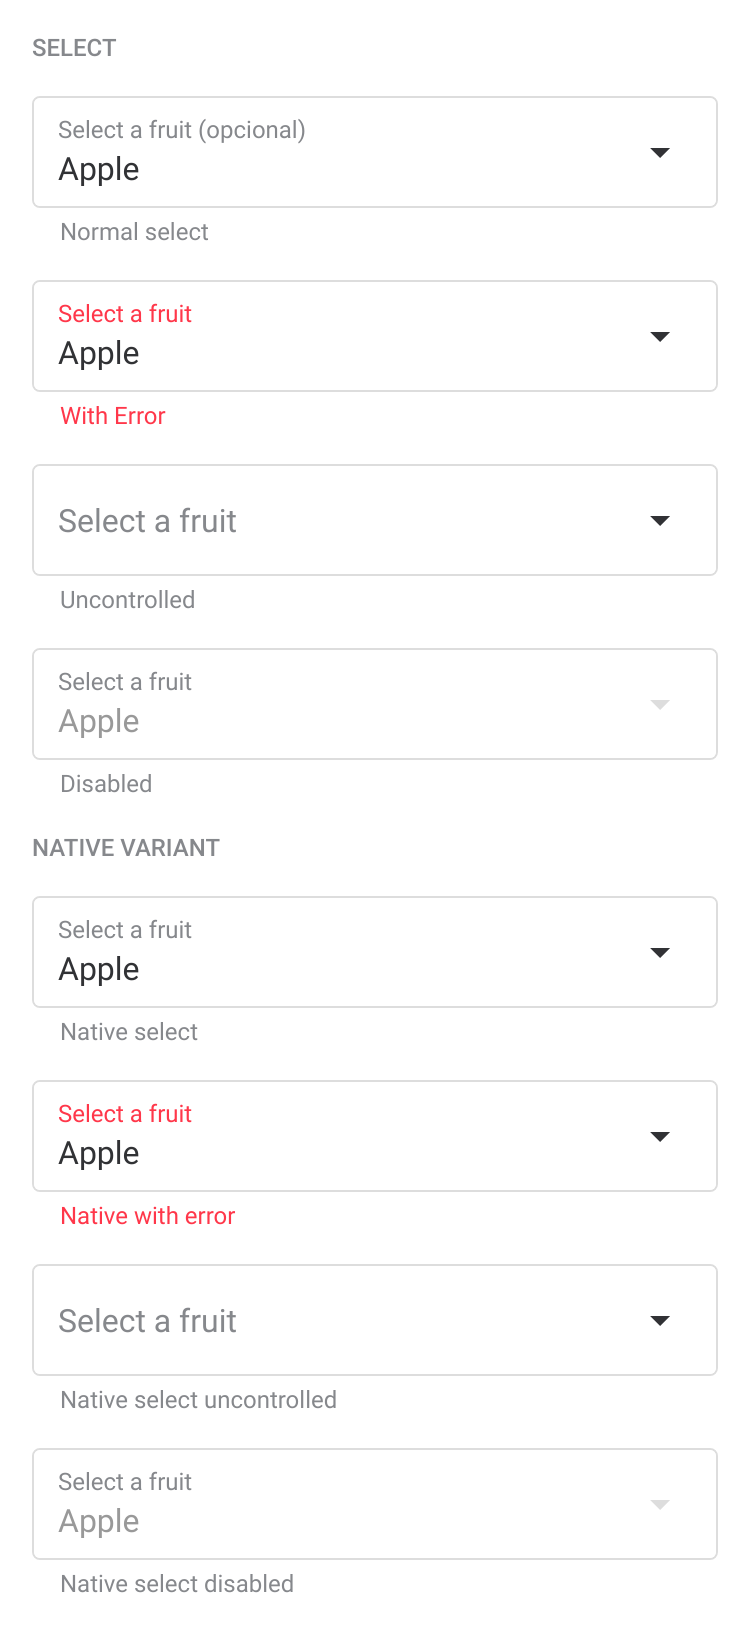 SELECT
Select a fruit (opcional)
Apple
Normal select
Select a fruit
Apple
With Error
Select a fruit
Uncontrolled
Select a fruit
Apple
Disabled
NATIVE VARIANT
Select a fruit
Apple
Native select
Select a fruit
Apple
Native with error
Select a fruit
Native select uncontrolled
Select a fruit
Apple
Native select disabled